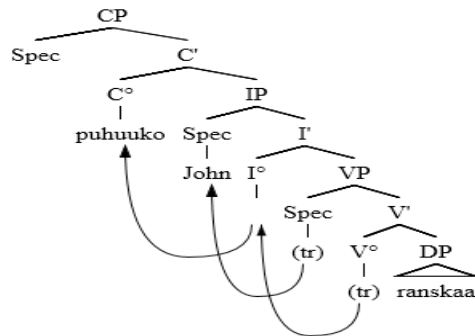 CP
Spec C'
C° IP
puhuuko Spec I'
John I° VP
Spec V'
(tr) V° DP
(tr) ranskaa